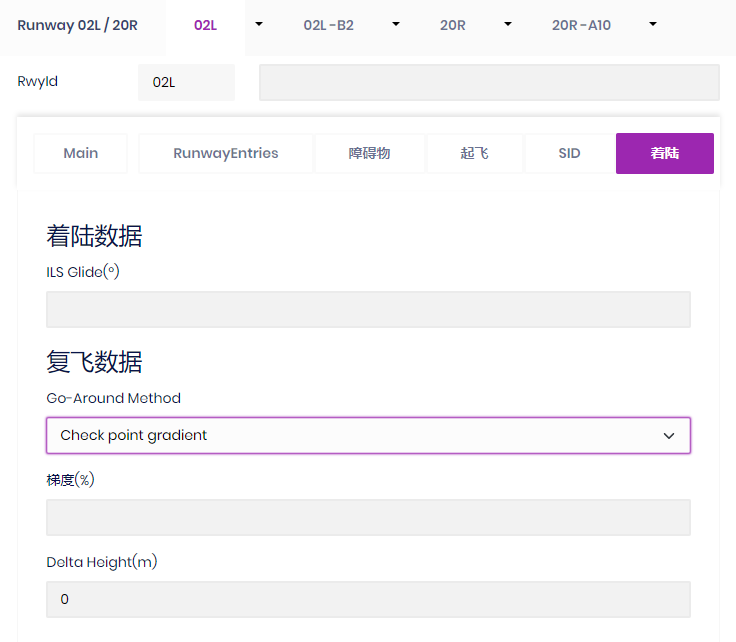 Runway 02L / 20R 02L 02L -B2 20R 20R -A10
RwyId 02L
Main RunwayEntries 障碍物 起飞 SID 着陆
着陆数据
ILS Glide(º)
复飞数据
Go-Around Method
Check point gradient
梯度(%)
Delta Height(m)
0